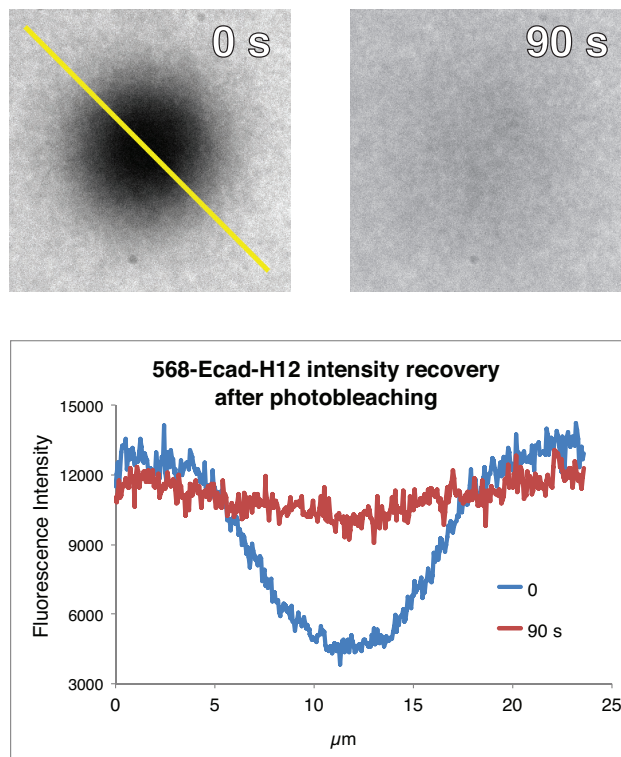 0 s
90 s
568-Ecad-H12 intensity recovery
after photobleaching
Fluorescence Intensity
15000
12000
9000
6000
3000
0
90 s
0 5 10 15 20 25
µm